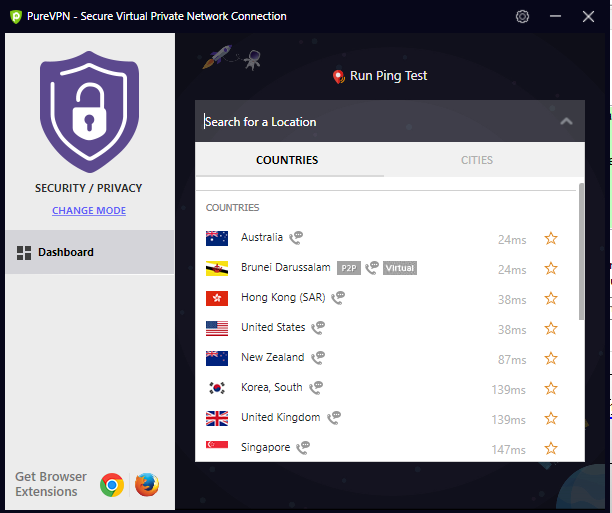 PureVPN - Secure Virtual Private Network Connection
Run Ping Test
Search for a Location
COUNTRIES CITIES
COUNTRIES
Australia 24ms
Brunei Darussalam P2P Virtual 24ms
Hong Kong (SAR) 38ms
United States 38ms
New Zealand 87ms
Korea, South 139ms
United Kingdom 139ms
Singapore 147ms
SECURITY / PRIVACY
CHANGE MODE
Dashboard
Get Browser
Extensions